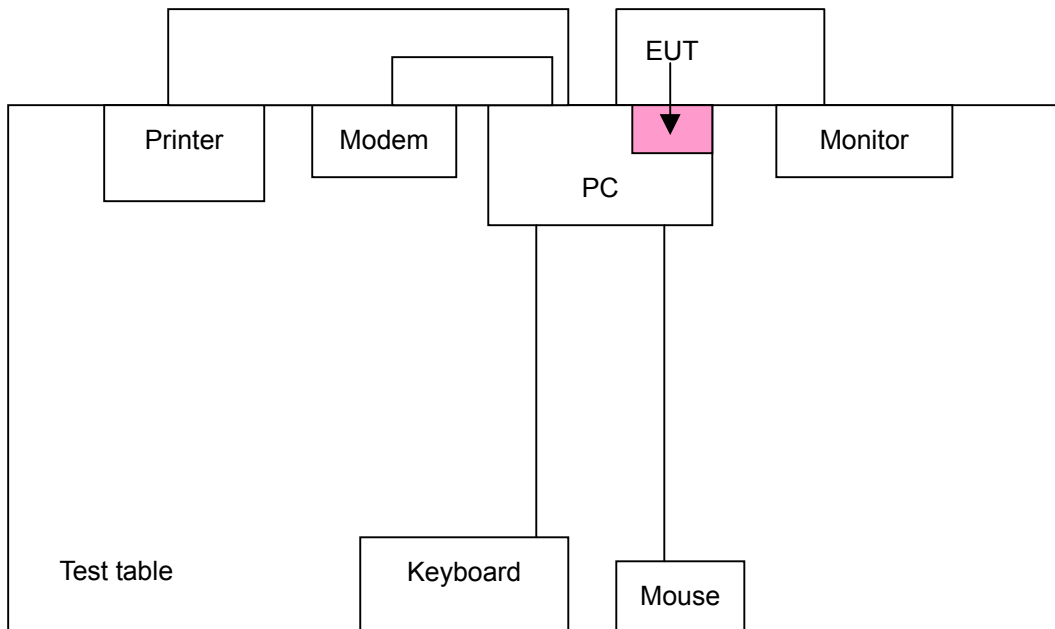 EUT
Printer
Modem
Monitor
PC
Test table
Keyboard
Mouse